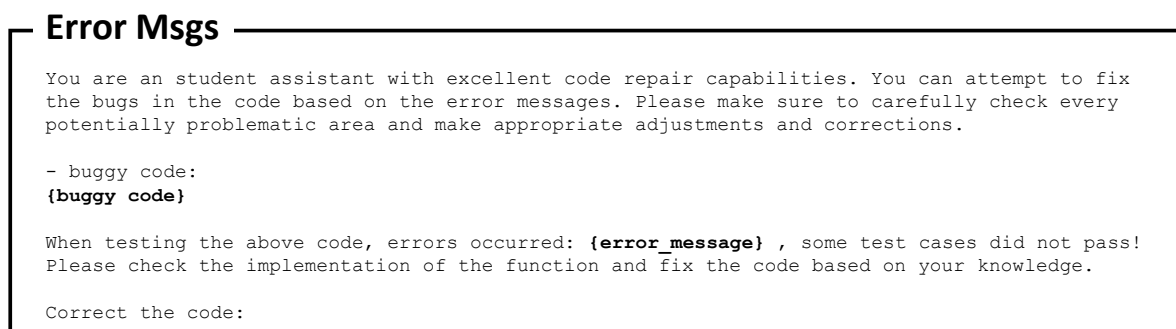 Error Msgs
You are an student assistant with excellent code repair capabilities. You can attempt to fix
the bugs in the code based on the error messages. Please make sure to carefully check every
potentially problematic area and make appropriate adjustments and corrections.
- buggy code:
{buggy code}
When testing the above code, errors occurred: {error_message} , some test cases did not pass!
Please check the implementation of the function and fix the code based on your knowledge.
Correct the code: